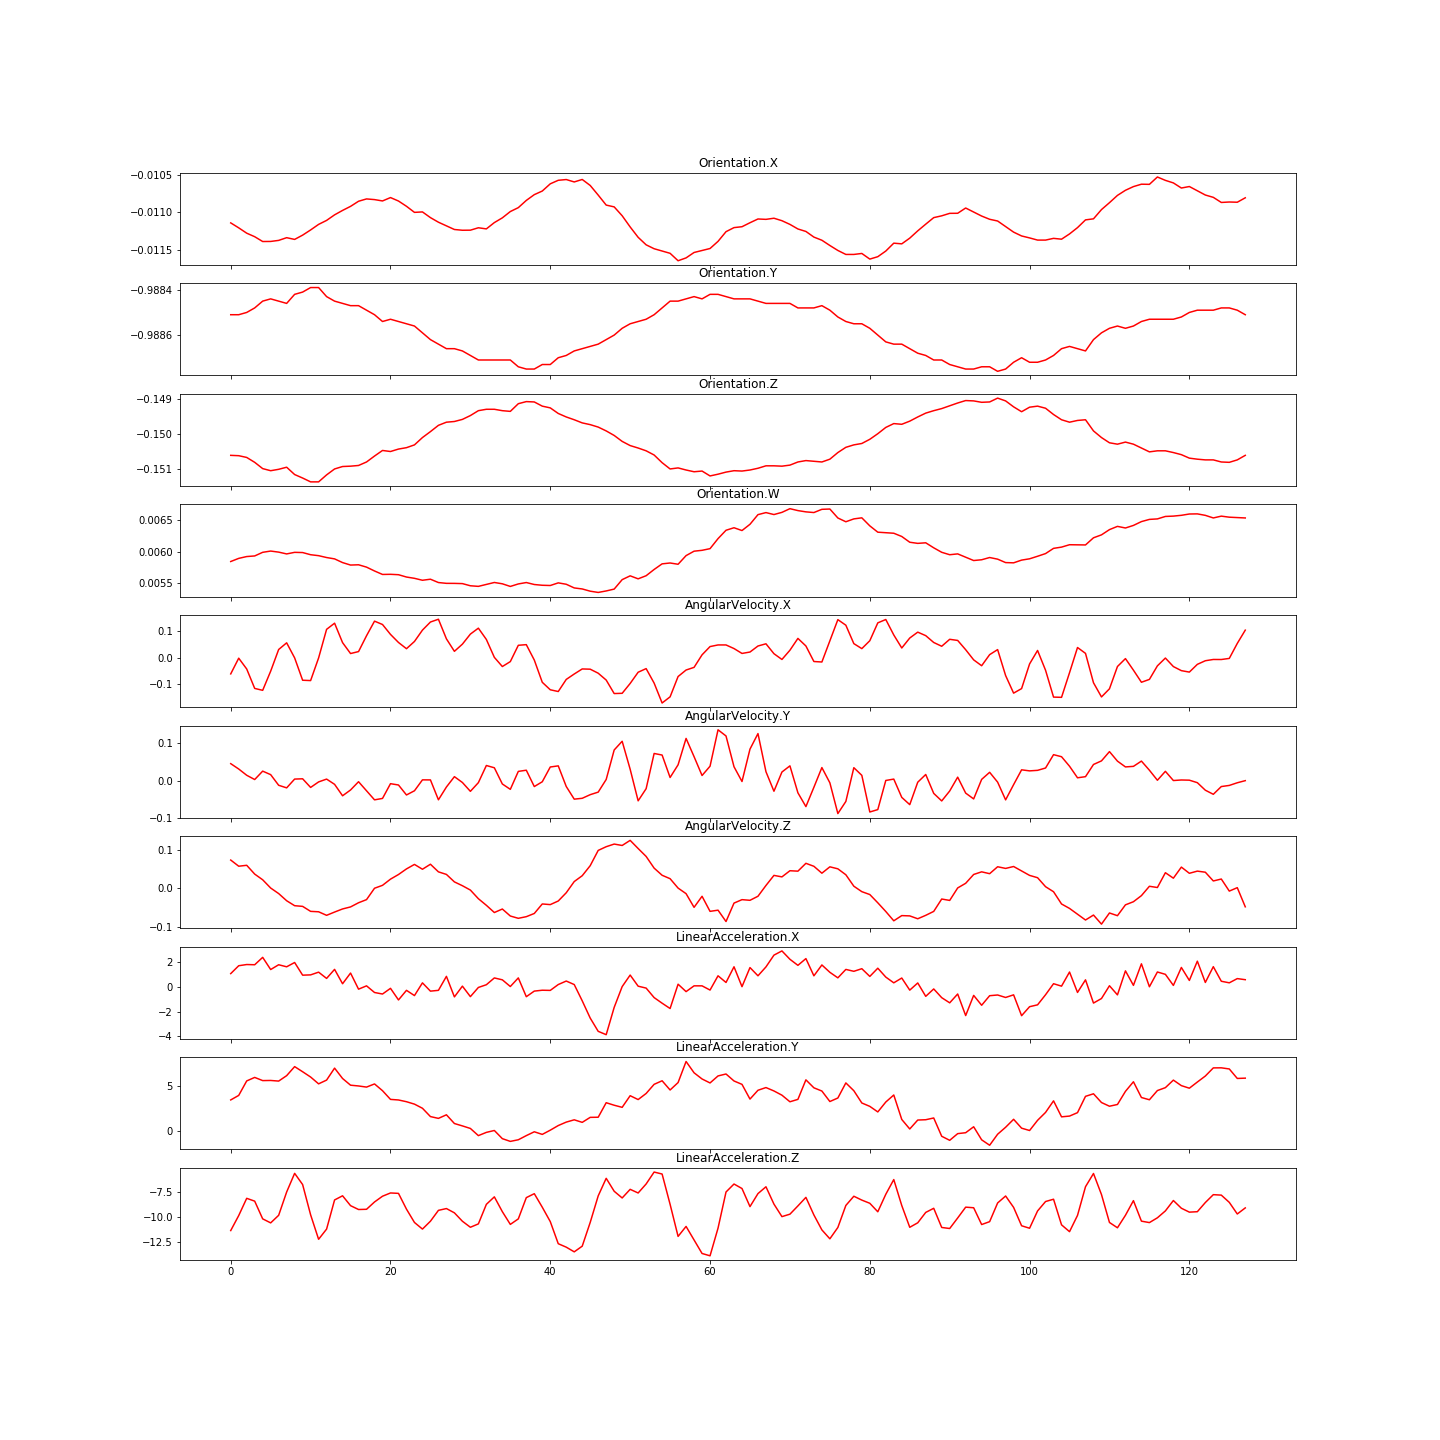 Orientation.X
−0.0105
−0.0110
−0.0115
Orientation.Y
−0.9884
−0.9886
Orientation.Z
−0.149
−0.150
−0.151
Orientation.W
0.0065
0.0060
0.0055
AngularVelocity.X
0.1
0.0
−0.1
AngularVelocity.Y
0.1
0.0
−0.1
AngularVelocity.Z
0.1
0.0
−0.1
LinearAcceleration.X
2
0
−2
−4
LinearAcceleration.Y
5
0
LinearAcceleration.Z
−7.5
−10.0
−12.5
0 20 40 60 80 100 120